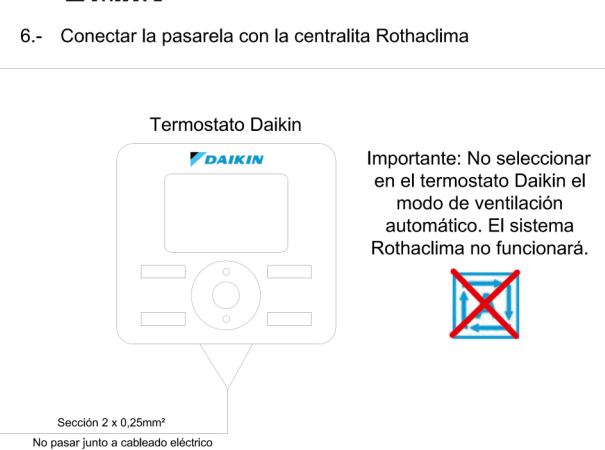 6.- Conectar la pasarela con la centralita Rothaclima
Termostato Daikin
DAIKIN
Importante: No seleccionar
en el termostato Daikin el
modo de ventilación
automático. El sistema
Rothaclima no funcionará.
A
Sección 2 x 0,25mm²
No pasar junto a cableado eléctrico